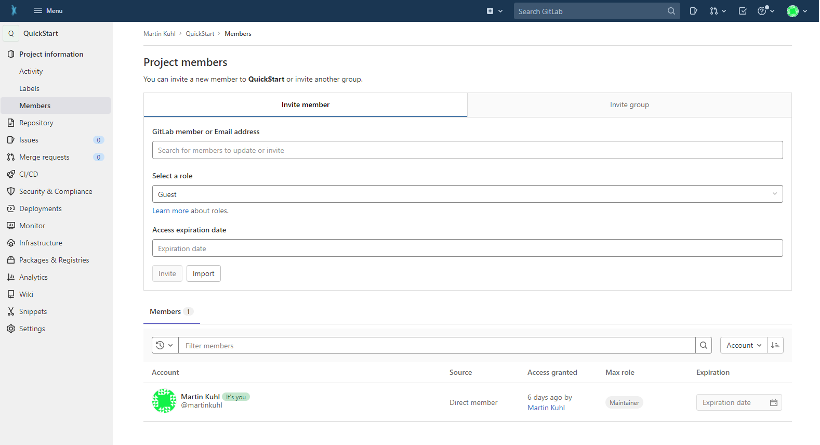 Menu
Search GitLab
Q QuickStart
Project information
Activity
Labels
Members
Repository
Issues 0
Merge requests 0
CI/CD
Security & Compliance
Deployments
Monitor
Infrastructure
Packages & Registries
Analytics
Wiki
Snippets
Settings
Martin Kuhl › QuickStart › Members
Project members
You can invite a new member to QuickStart or invite another group.
Invite member
Invite group
GitLab member or Email address
Search for members to update or invite
Select a role
Guest
Learn more about roles.
Access expiration date
Expiration date
Invite
Import
Members 1
Filter members
Account
Account Source Access granted Max role Expiration
Martin Kuhl It's you
@martinkuhl
Direct member
6 days ago by
Martin Kuhl
Maintainer
Expiration date